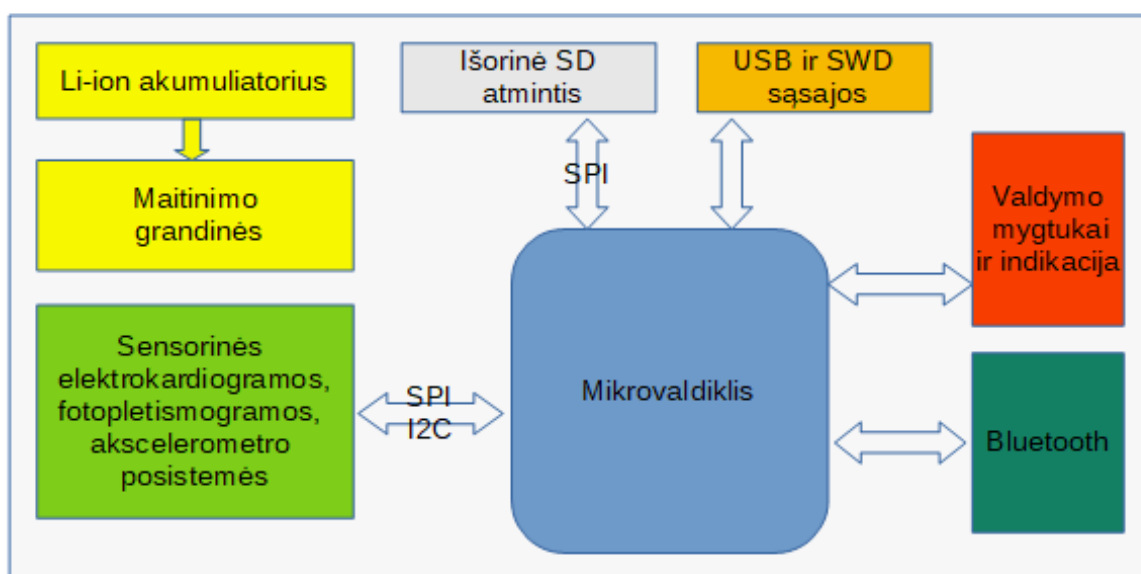 Li-ion akumuliatorius
Maitinimo
grandinės
Išorinė SD
atmintis
USB ir SWD
sąsajos
SPI
Valdymo
mygtukai
ir indikacija
Sensorinės
elektrokardiogramos,
fotopletismogramos,
akscelerometro
posistemės
SPI
I2C
Mikrovaldiklis
Bluetooth